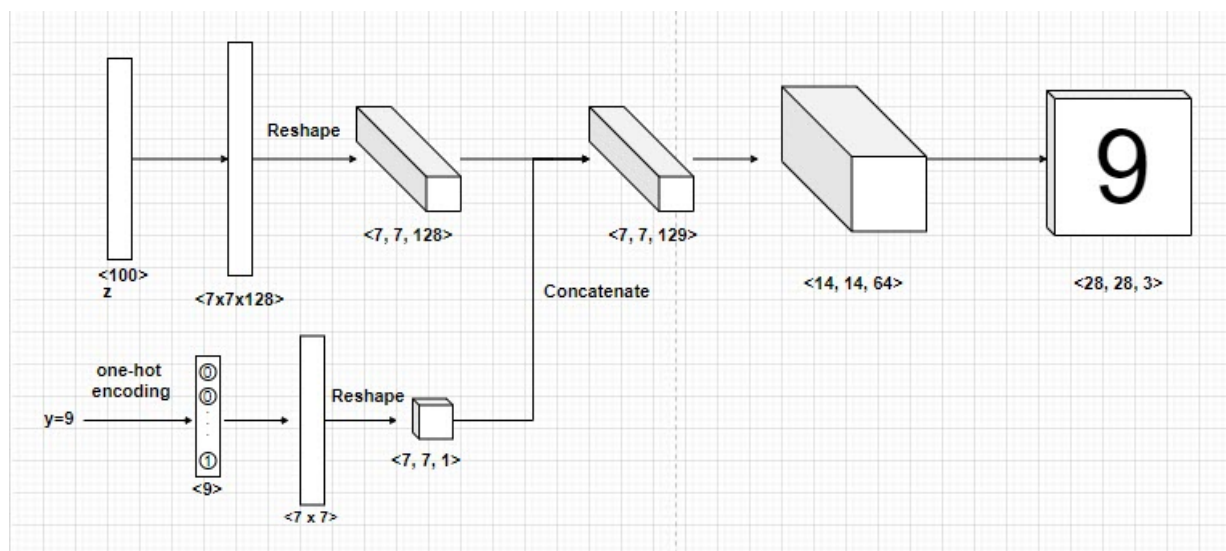 Reshape
9
<7, 7, 128>
<7, 7, 129>
<100>
z
<7x7x128>
<14, 14, 64>
<28, 28, 3>
Concatenate
one-hot
encoding
0
0
.
.
.
1
Reshape
y=9
<7, 7, 1>
<9>
<7 x 7>